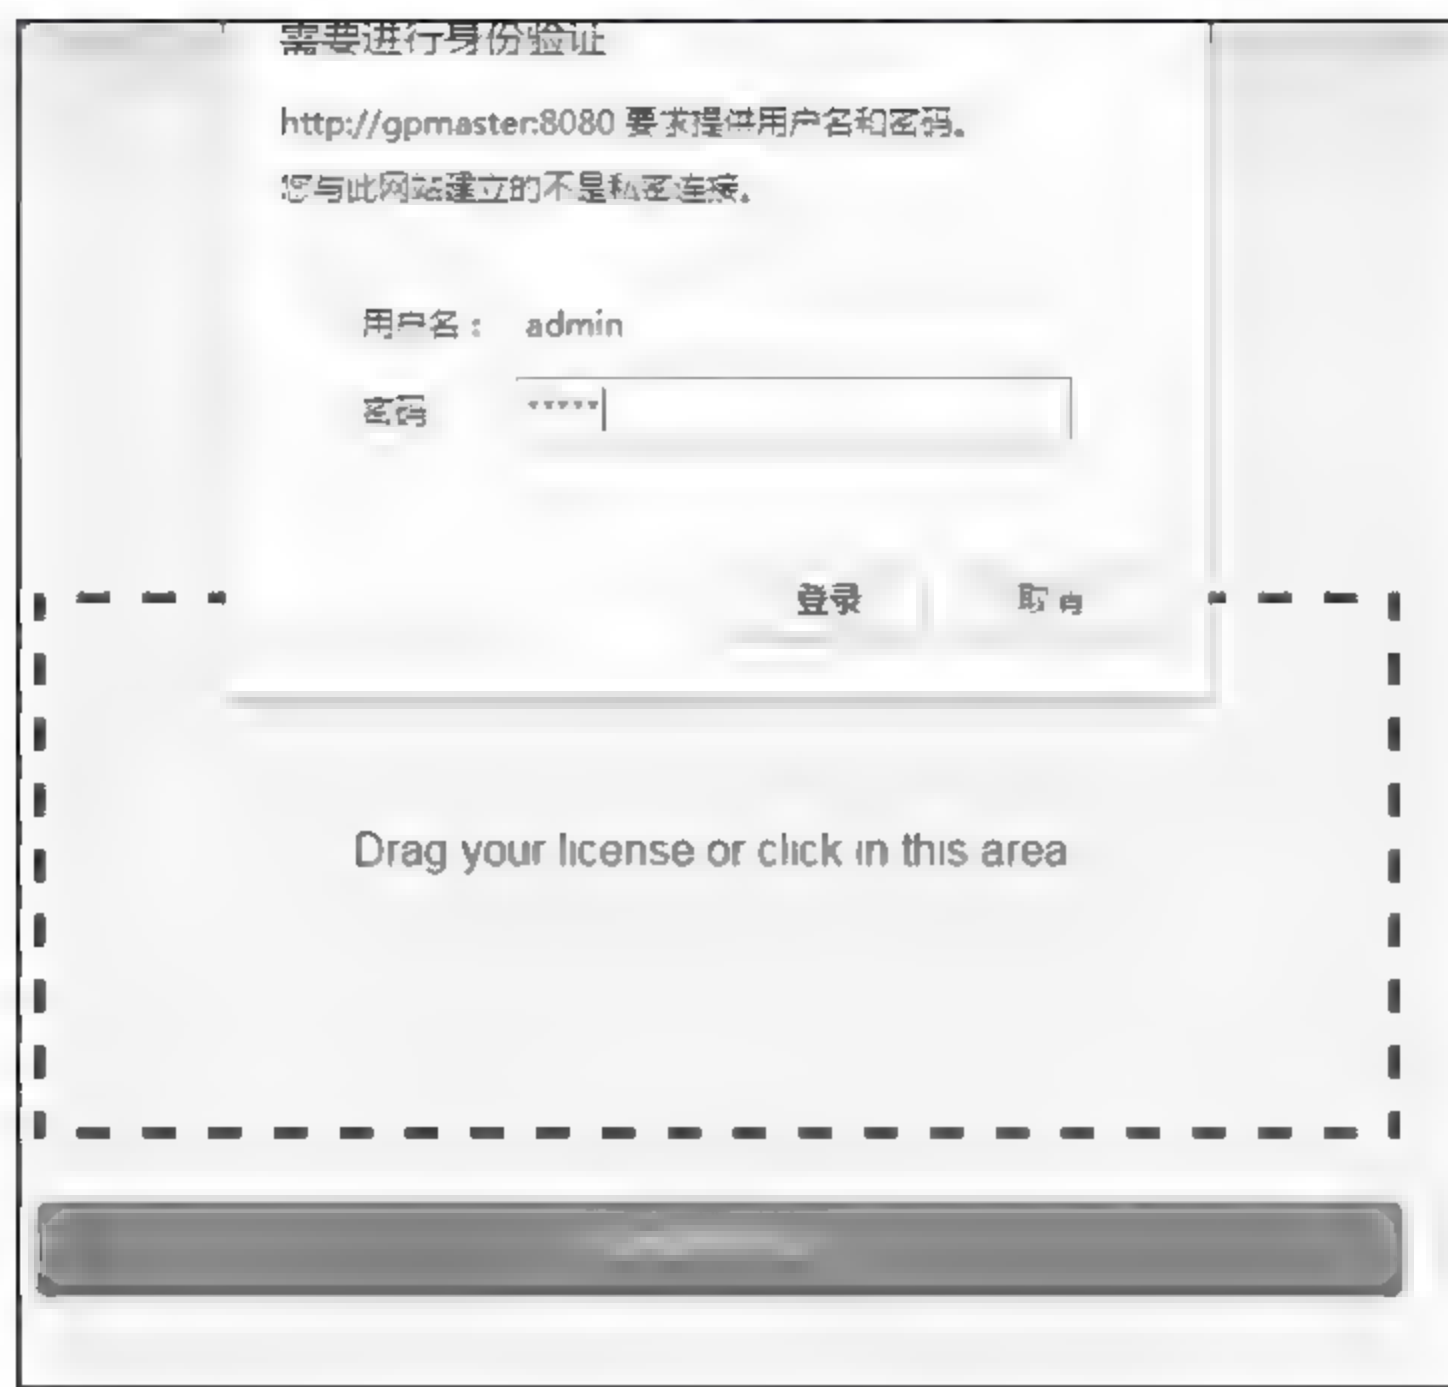 需要进行身份验证
http://gpmaster:8080 要求提供用户名和密码。
您与此网站建立的不是私密连接。
用户名： admin
密码 *****
登录 取消
Drag your license or click in this area